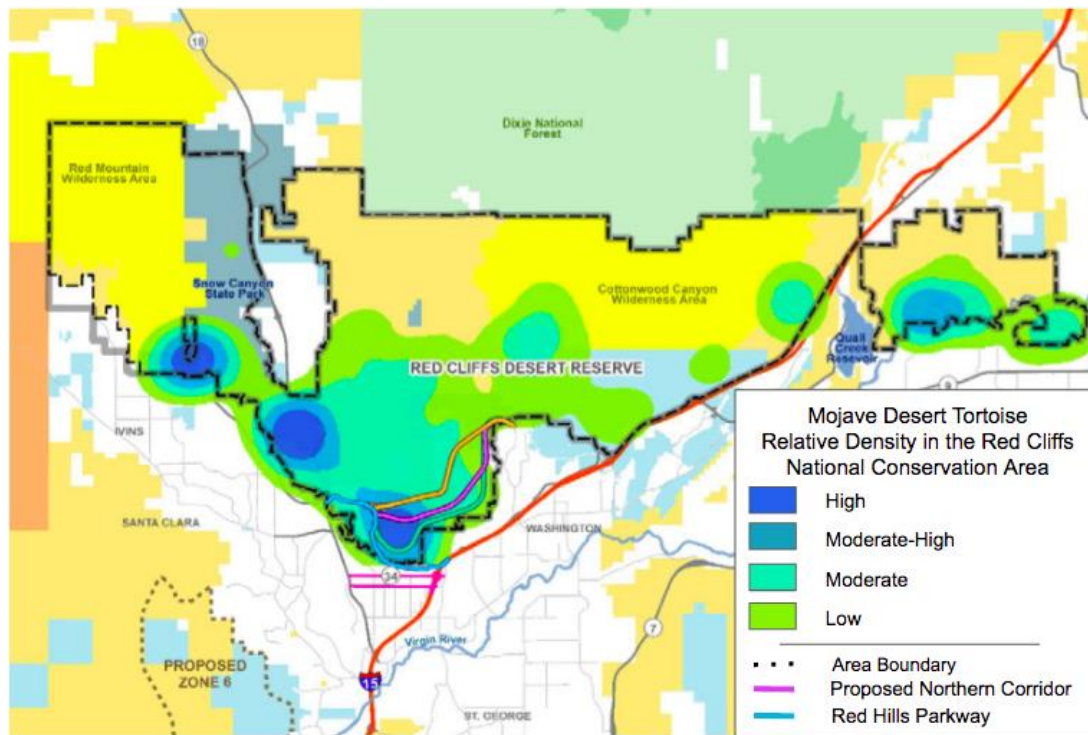 18
Dixie National
Forest
Red Mountain
Wilderness Area
Snow Canyon
State Park
Cottonwood Canyon
Wilderness Area
Quail
Creek
Reservoir
RED CLIFFS DESERT RESERVE
9
IVINS
SANTA CLARA
WASHINGTON
34
7
Virgin River
PROPOSED
ZONE 6
15
ST. GEORGE
Mojave Desert Tortoise
Relative Density in the Red Cliffs
National Conservation Area
High
Moderate-High
Moderate
Low
Area Boundary
Proposed Northern Corridor
Red Hills Parkway